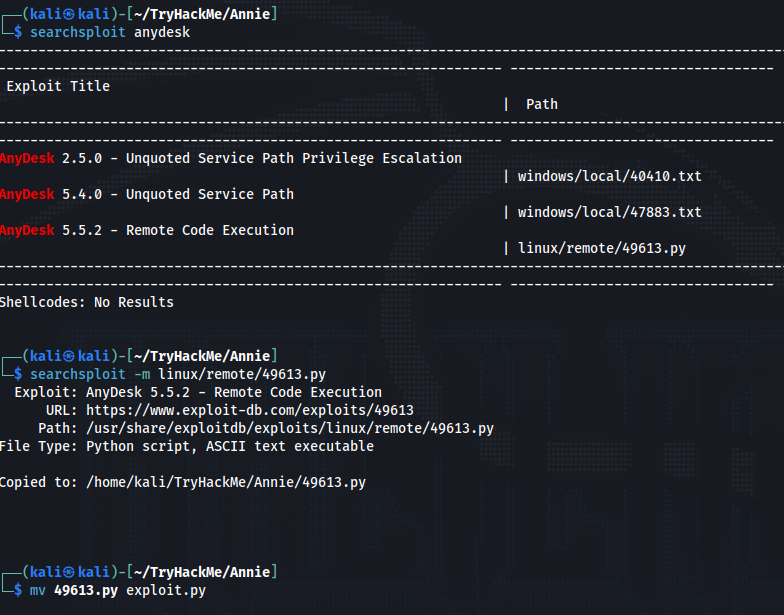 ┌──(kali㉿kali)-[~/TryHackMe/Annie]
└─$ searchsploit anydesk
---------------------------------------------------------------------------------------------------
---------------------------------------------------------------- ---------------------------------
 Exploit Title
                                                                |  Path
---------------------------------------------------------------------------------------------------
---------------------------------------------------------------- ---------------------------------
AnyDesk 2.5.0 - Unquoted Service Path Privilege Escalation
                                                                | windows/local/40410.txt
AnyDesk 5.4.0 - Unquoted Service Path
                                                                | windows/local/47883.txt
AnyDesk 5.5.2 - Remote Code Execution
                                                                | linux/remote/49613.py
---------------------------------------------------------------------------------------------------
---------------------------------------------------------------- ---------------------------------
Shellcodes: No Results
┌──(kali㉿kali)-[~/TryHackMe/Annie]
└─$ searchsploit -m linux/remote/49613.py
  Exploit: AnyDesk 5.5.2 - Remote Code Execution
      URL: https://www.exploit-db.com/exploits/49613
     Path: /usr/share/exploitdb/exploits/linux/remote/49613.py
File Type: Python script, ASCII text executable
Copied to: /home/kali/TryHackMe/Annie/49613.py
┌──(kali㉿kali)-[~/TryHackMe/Annie]
└─$ mv 49613.py exploit.py